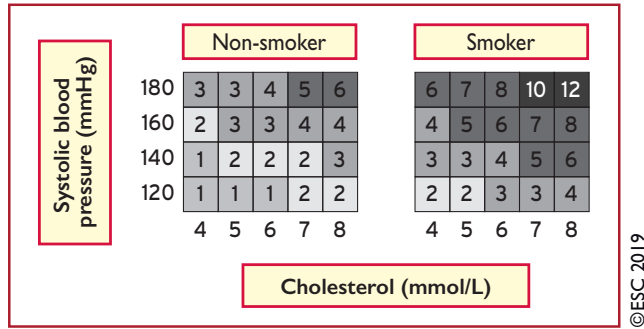 Non-smoker Smoker
Systolic blood
pressure (mmHg)
180 3 3 4 5 6 6 7 8 10 12
160 2 3 3 4 4 4 5 6 7 8
140 1 2 2 2 3 3 3 4 5 6
120 1 1 1 2 2 2 2 3 3 4
4 5 6 7 8 4 5 6 7 8
Cholesterol (mmol/L)
©ESC 2019